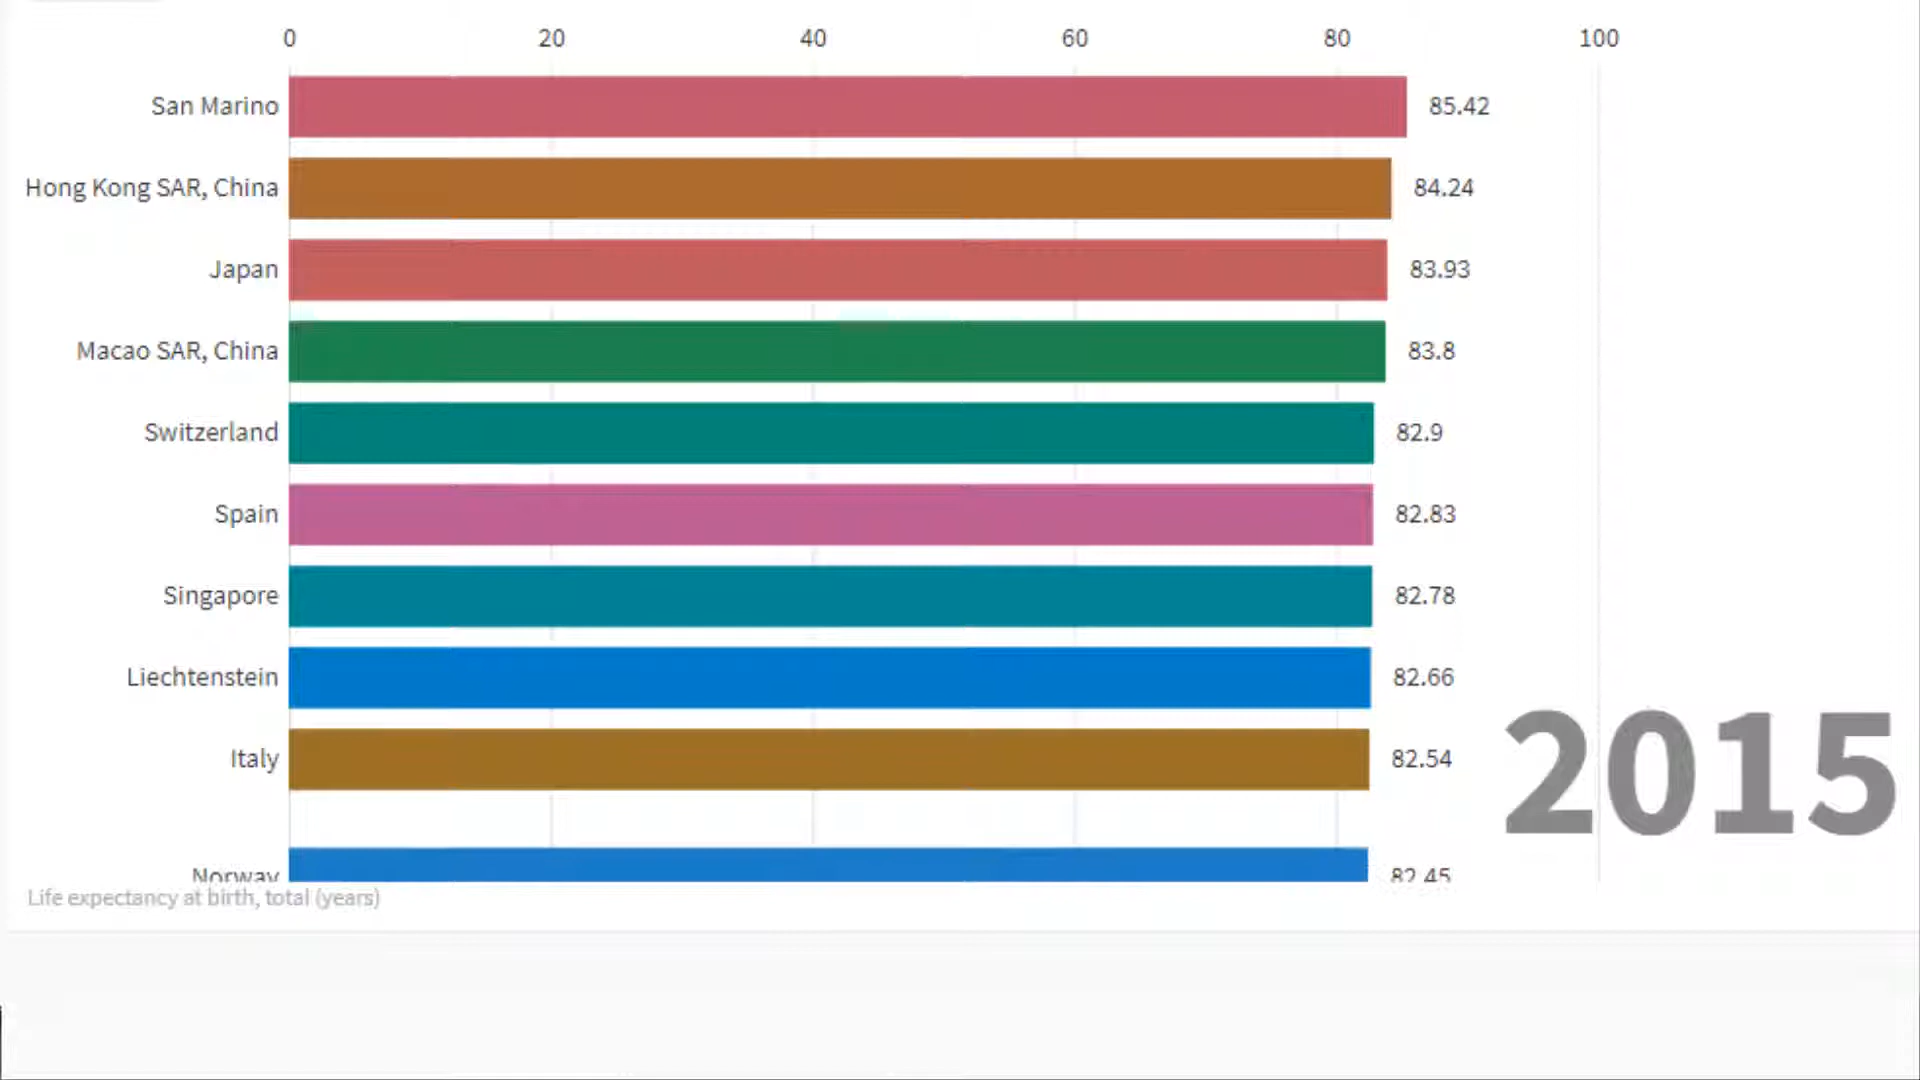 0 20 40 60 80 100
San Marino 85.42
Hong Kong SAR, China 84.24
Japan 83.93
Macao SAR, China 83.8
Switzerland 82.9
Spain 82.83
Singapore 82.78
Liechtenstein 82.66
Italy 82.54
2015
Norway 82.45
Life expectancy at birth, total (years)